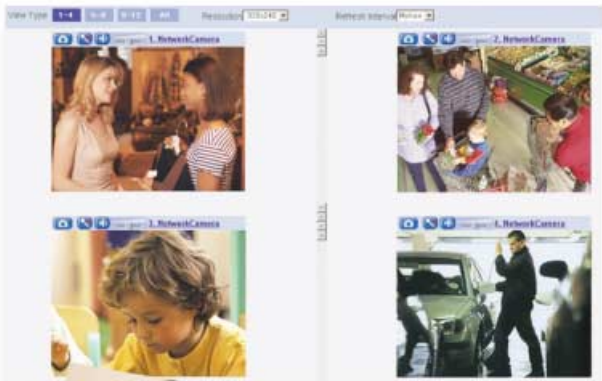 View Type 1-4 5-8 9-12 All Resolution 320x240 Refresh Interval Motion
1. NetworkCamera
2. NetworkCamera
3. NetworkCamera
4. NetworkCamera